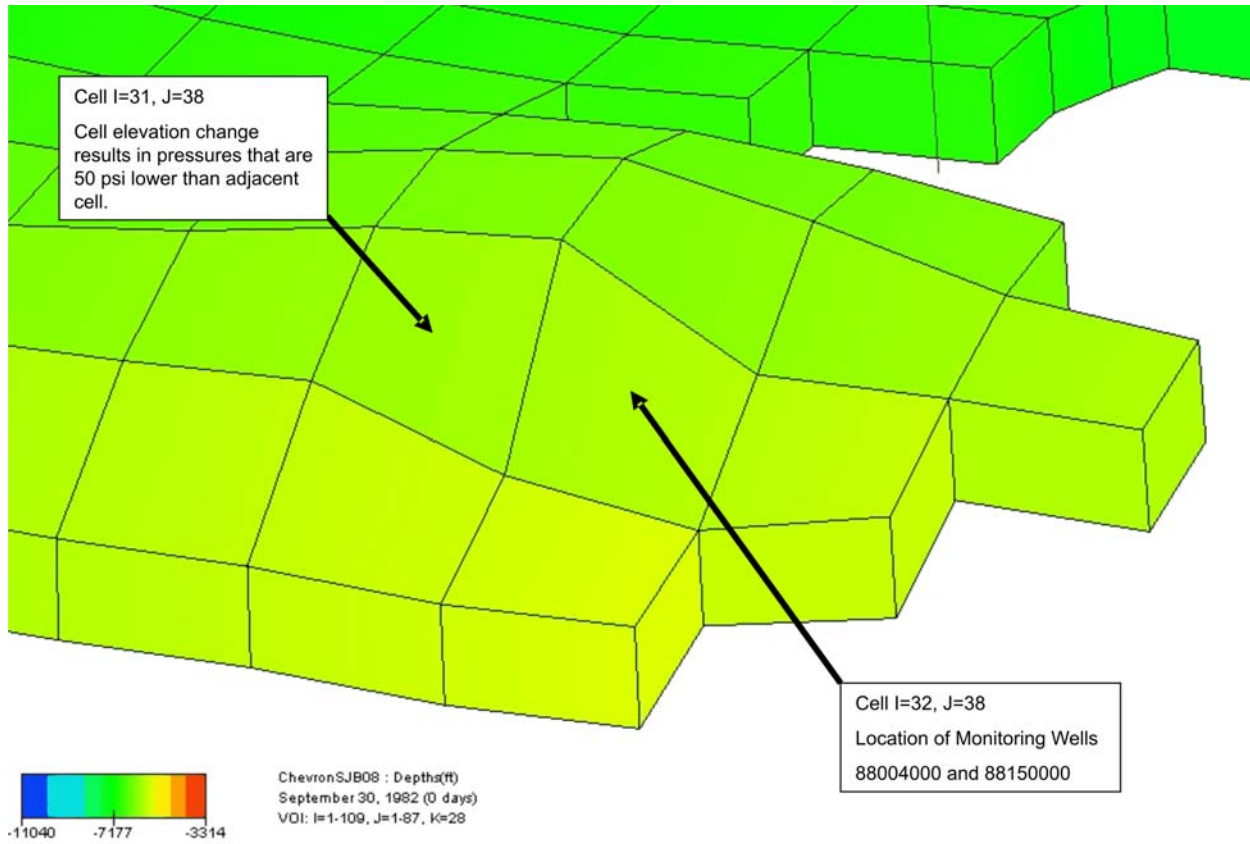 Cell I=31, J=38
Cell elevation change
results in pressures that are
50 psi lower than adjacent
cell.
Cell I=32, J=38
Location of Monitoring Wells
88004000 and 88150000
ChevronSJB08 : Depths(ft)
September 30, 1982 (0 days)
VOI: I=1-109, J=1-87, K=28
-11040 -7177 -3314